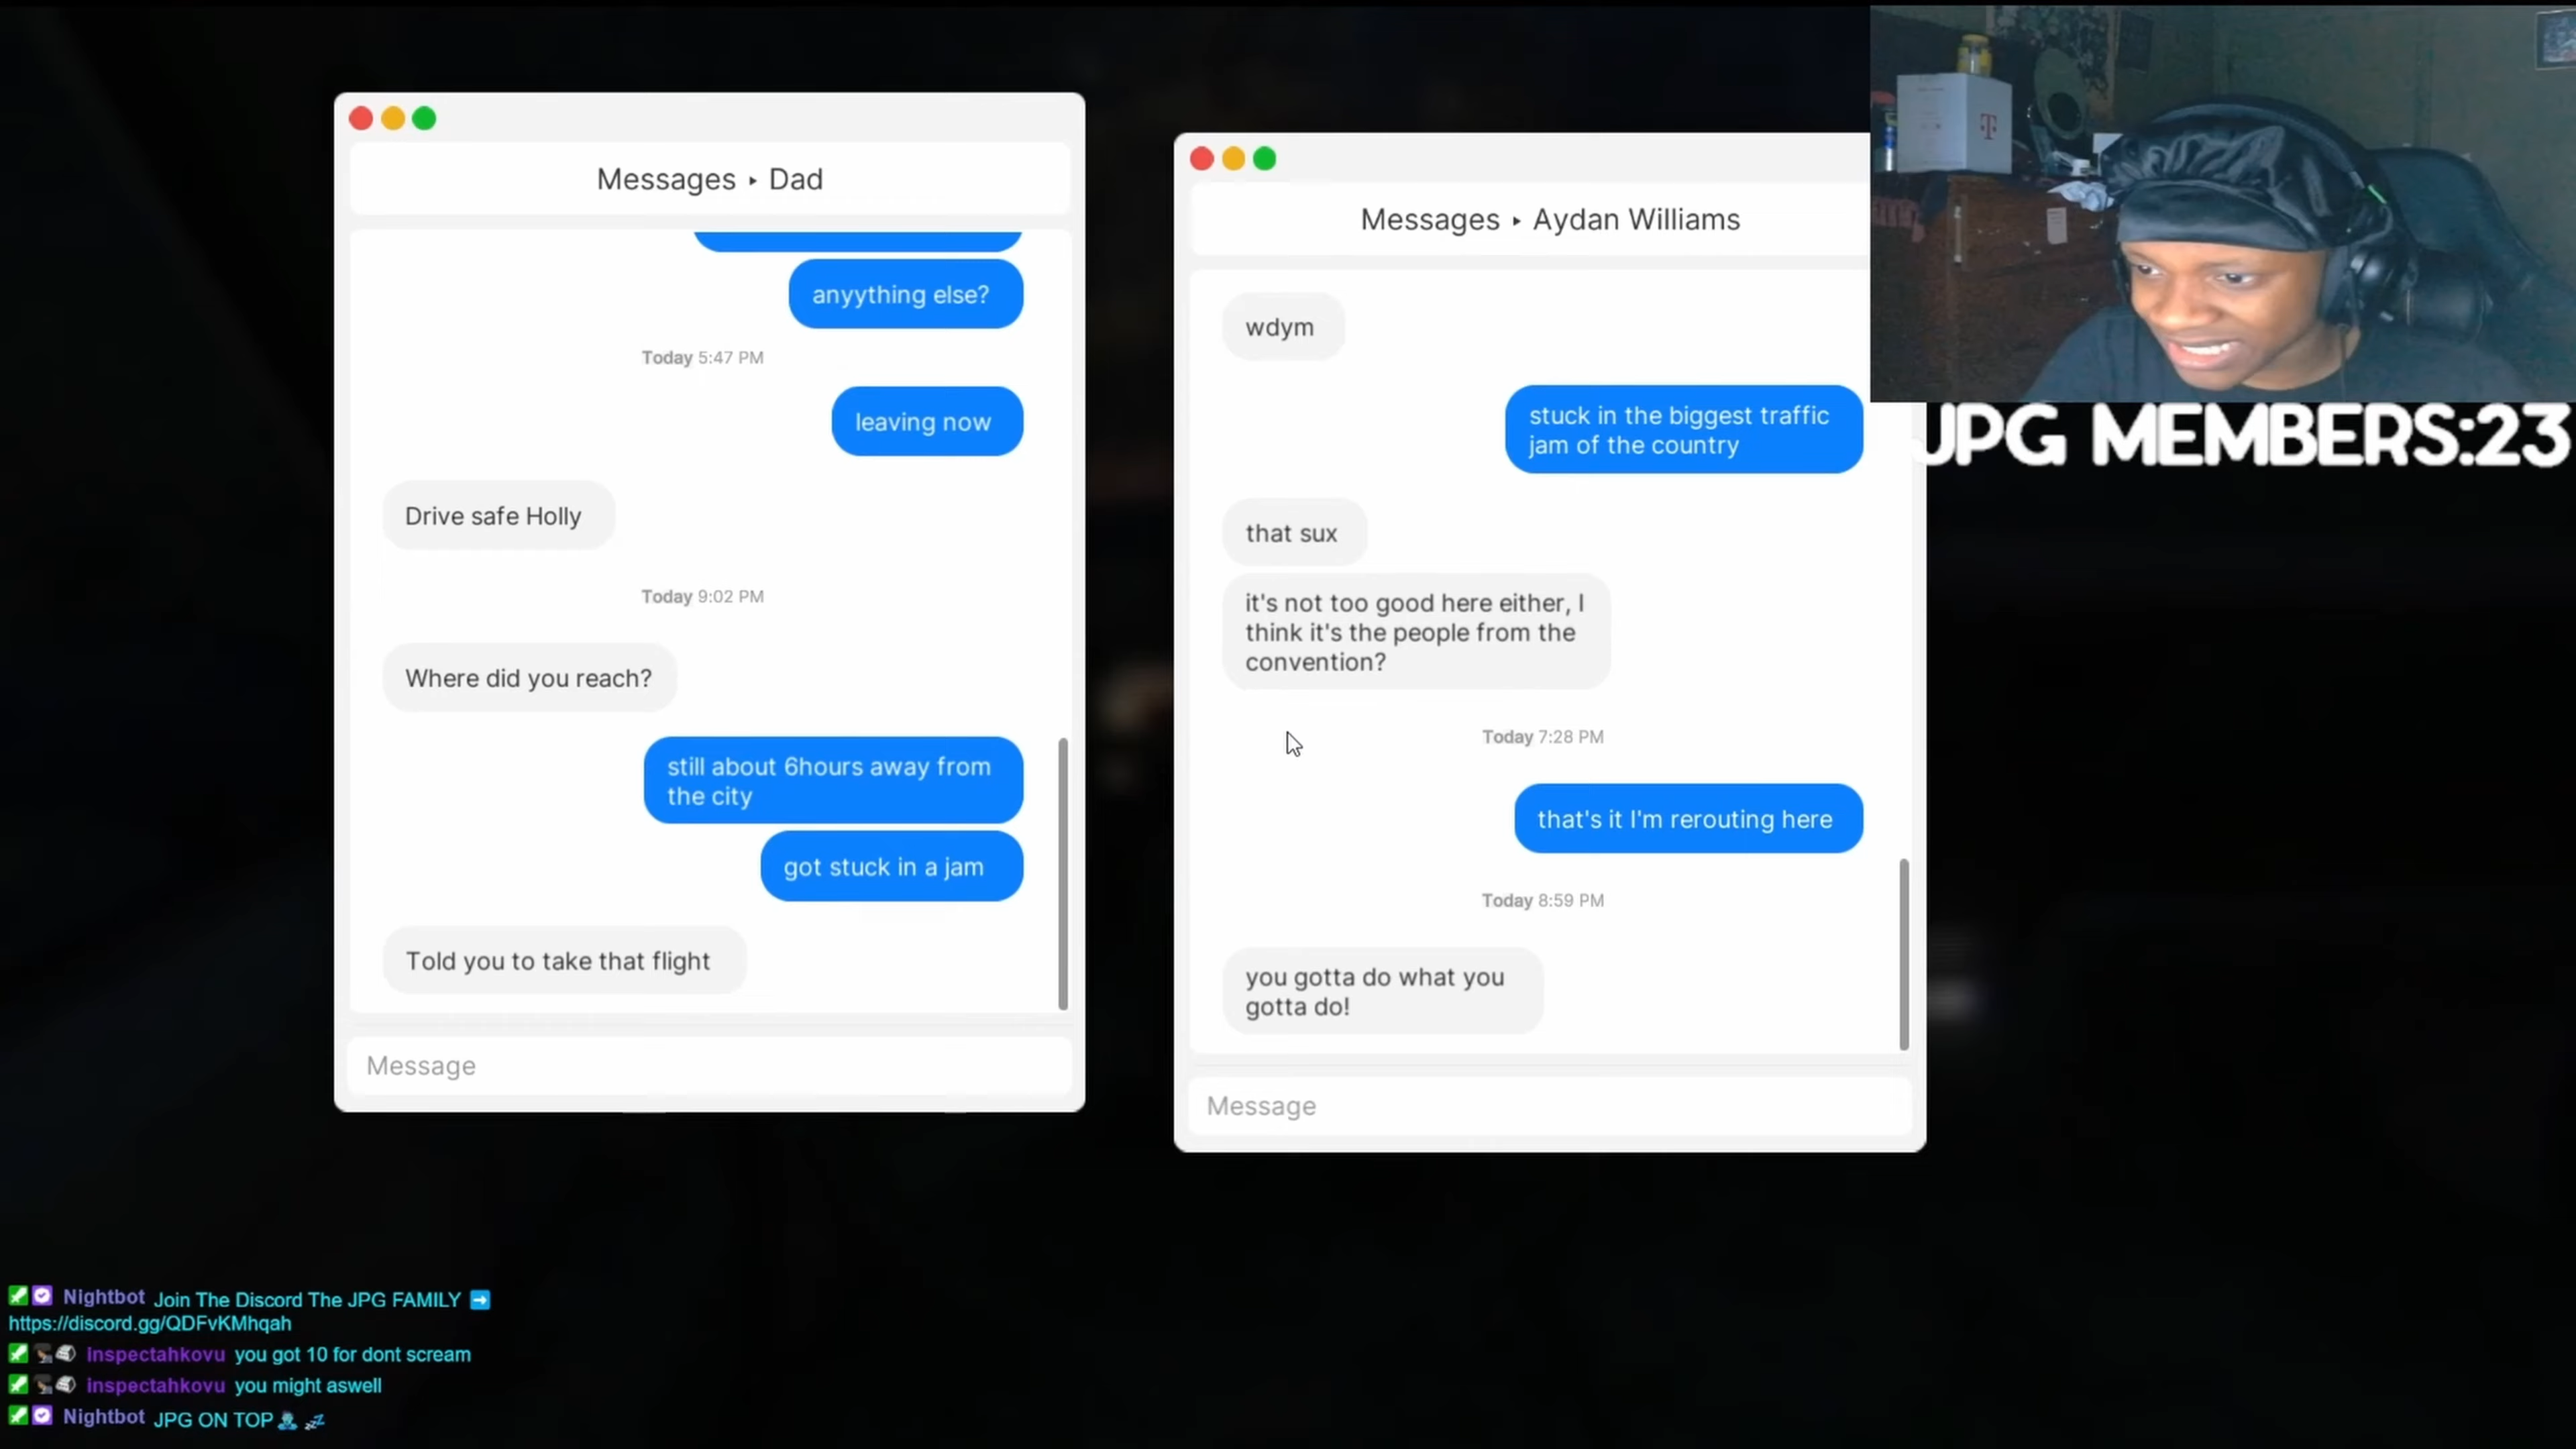 Messages ▸ Dad
anyything else?
Today 5:47 PM
leaving now
Drive safe Holly
Today 9:02 PM
Where did you reach?
still about 6hours away from
the city
got stuck in a jam
Told you to take that flight
Message
Messages ▸ Aydan Williams
wdym
stuck in the biggest traffic
jam of the country
that sux
it's not too good here either, I
think it's the people from the
convention?
Today 7:28 PM
that's it I'm rerouting here
Today 8:59 PM
you gotta do what you
gotta do!
Message
T
JPG MEMBERS:23
Nightbot Join The Discord The JPG FAMILY ➡
https://discord.gg/QDFvKMhqah
inspectahkovu you got 10 for dont scream
inspectahkovu you might aswell
Nightbot JPG ON TOP 💤